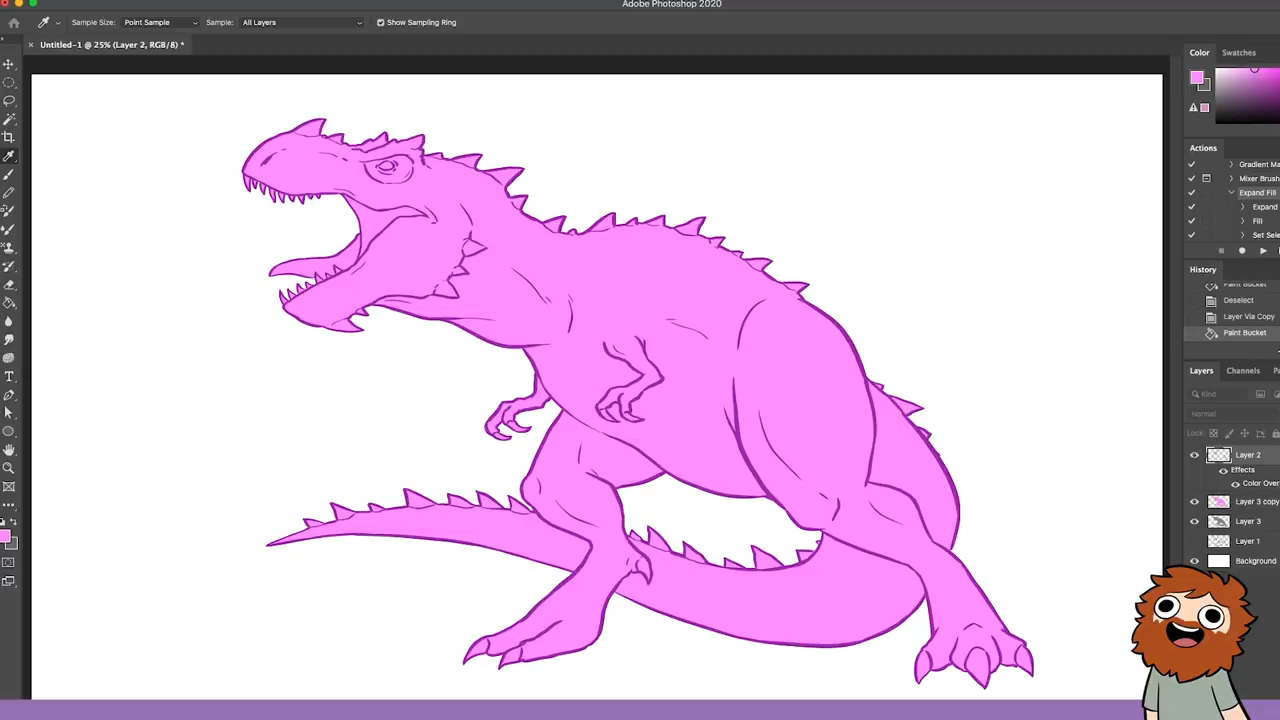 Adobe Photoshop 2020
Sample Size: Point Sample Sample: All Layers Show Sampling Ring
× Untitled-1 @ 25% (Layer 2, RGB/8) *
Color Swatches
Actions
Gradient Ma
Mixer Brush
Expand Fill
Expand
Fill
Set Sele
History
Paint Bucket
Deselect
Layer Via Copy
Paint Bucket
Layers Channels Pa
Kind
Normal
Lock:
Layer 2
Effects
Color Over
Layer 3 copy
Layer 3
Layer 1
Background